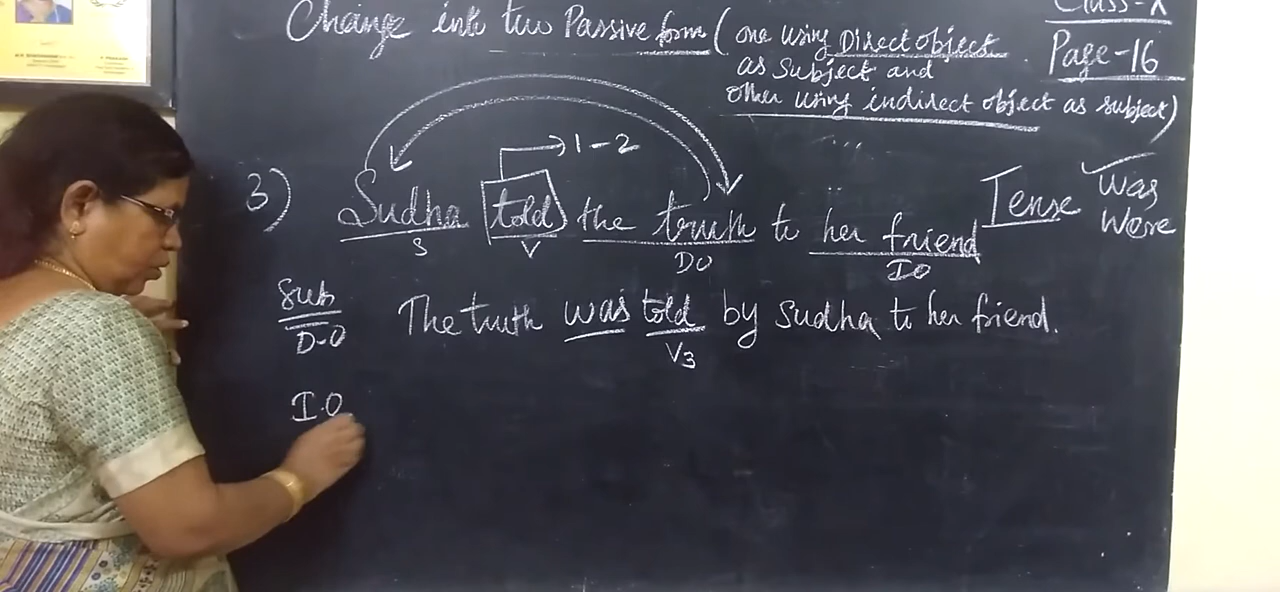 Change into two Passive form ( one using Direct object
as subject and
other using indirect object as subject)
Class-X
Page-16
1-2
3) Sudha told the truth to her friend
S V DO IO
Tense Was
Were
Sub
D-O
The truth was told by Sudha to her friend.
V3
I.O